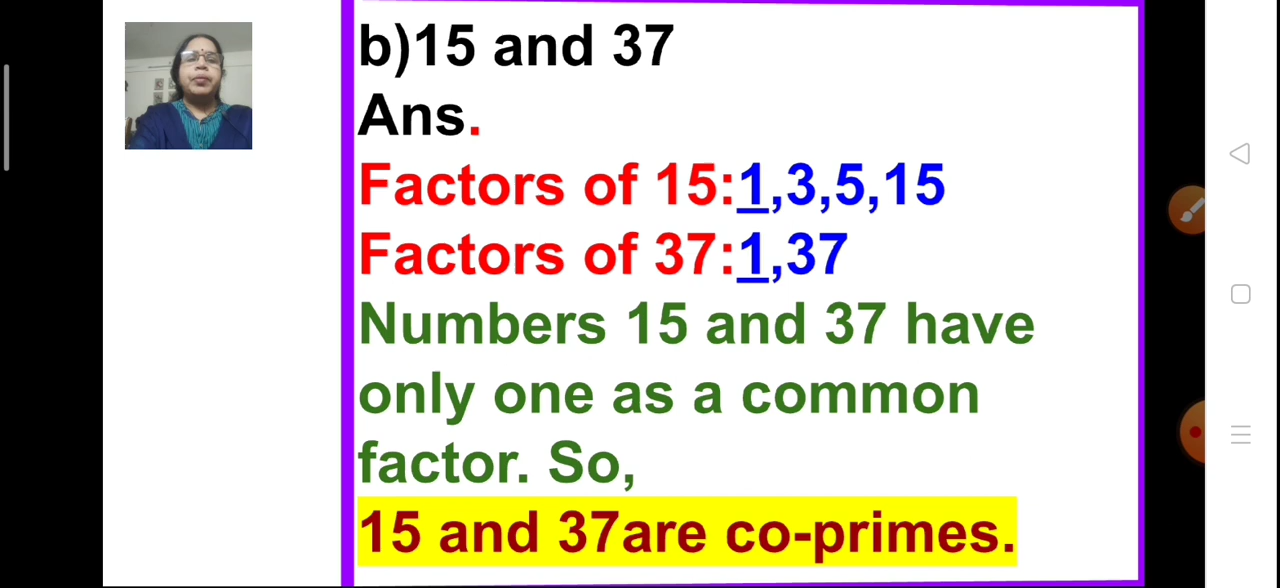 b)15 and 37
Ans.
Factors of 15:1,3,5,15
Factors of 37:1,37
Numbers 15 and 37 have
only one as a common
factor. So,
15 and 37are co-primes.